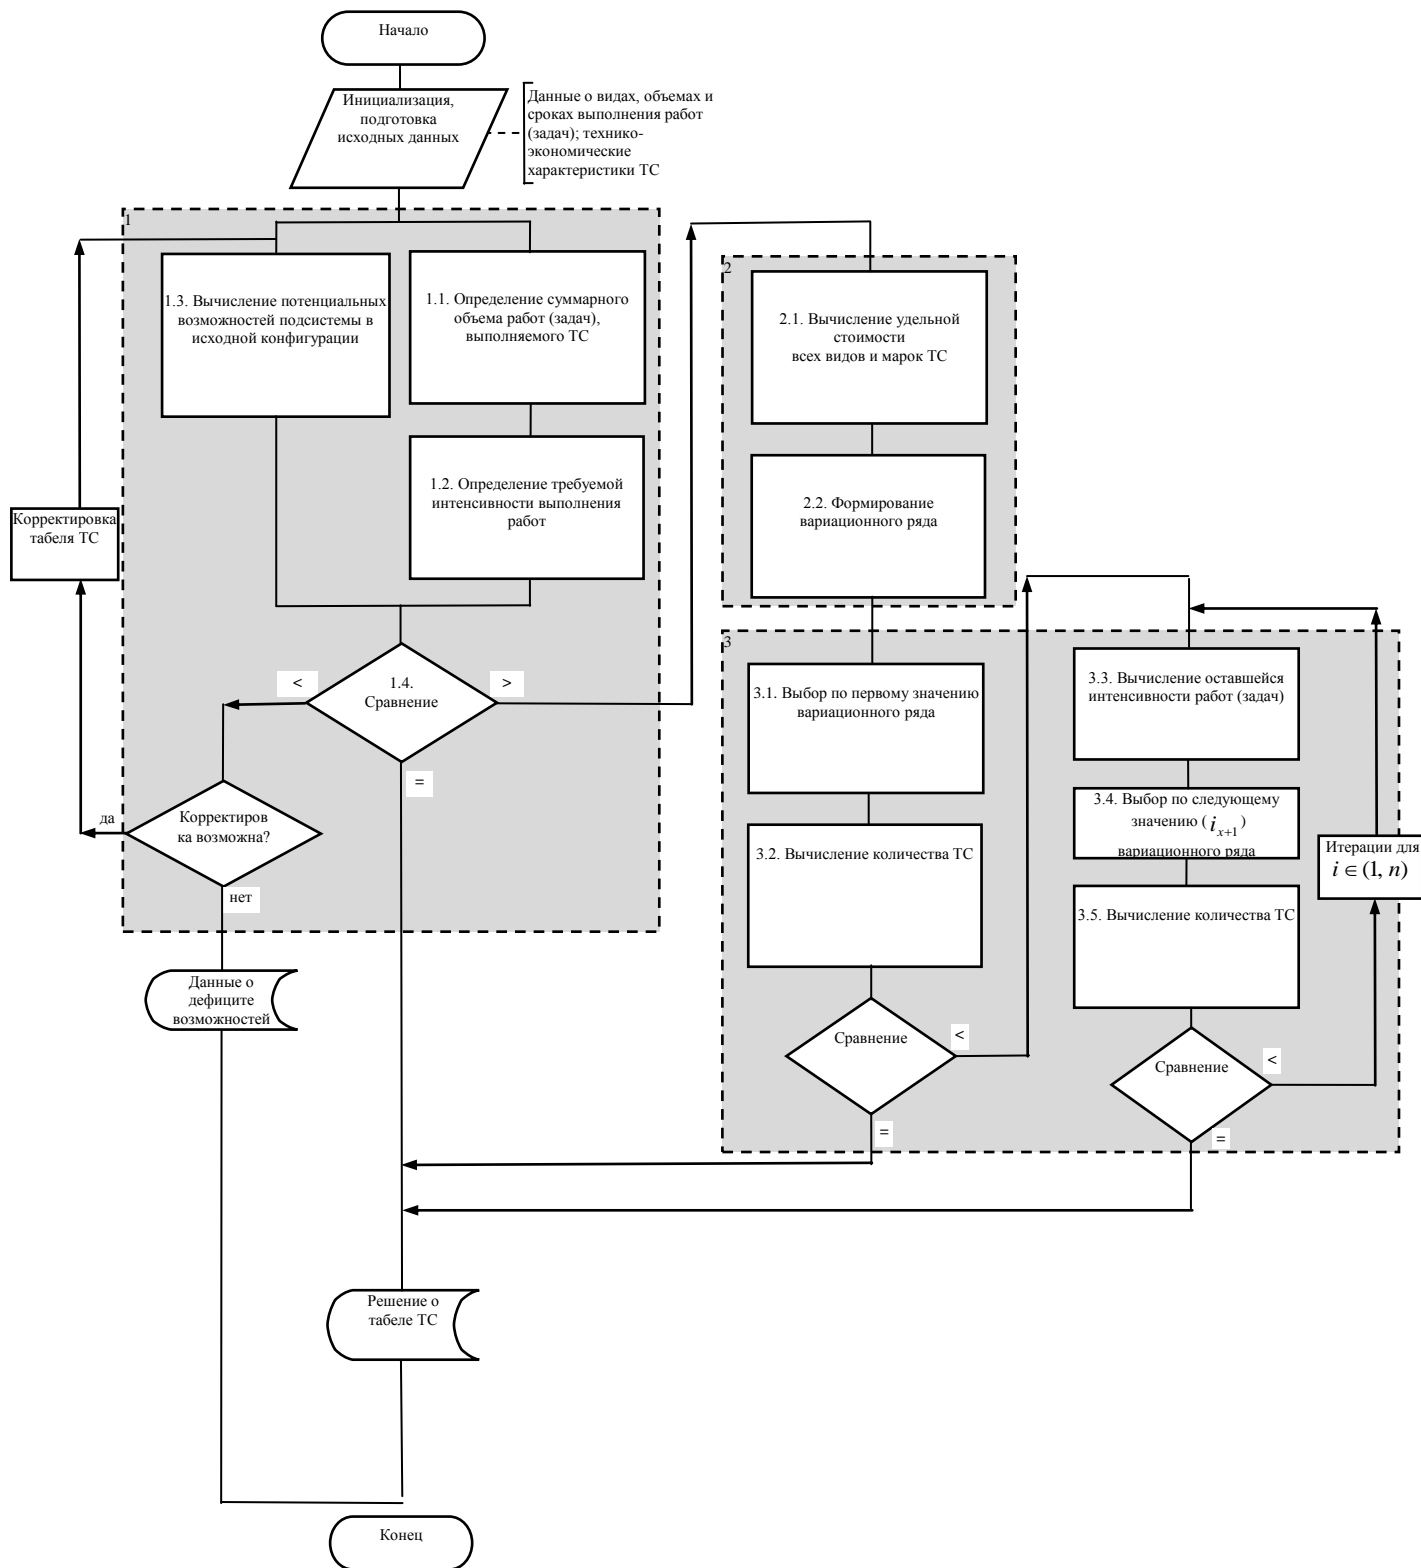 Начало
Инициализация,
подготовка
исходных данных
Данные о видах, объемах и
сроках выполнения работ
(задач); технико-
экономические
характеристики ТС
1
1.3. Вычисление потенциальных
возможностей подсистемы в
исходной конфигурации
1.1. Определение суммарного
объема работ (задач),
выполняемого ТС
1.2. Определение требуемой
интенсивности выполнения
работ
Корректировка
табеля ТС
<
1.4.
Сравнение
>
=
да
Корректиров
ка возможна?
нет
Данные о
дефиците
возможностей
2
2.1. Вычисление удельной
стоимости
всех видов и марок ТС
2.2. Формирование
вариационного ряда
3
3.1. Выбор по первому значению
вариационного ряда
3.2. Вычисление количества ТС
Сравнение
<
=
3.3. Вычисление оставшейся
интенсивности работ (задач)
3.4. Выбор по следующему
значению ( i x+1 )
вариационного ряда
3.5. Вычисление количества ТС
Сравнение
<
=
Итерации для
i ∈ (1, n)
Решение о
табеле ТС
Конец